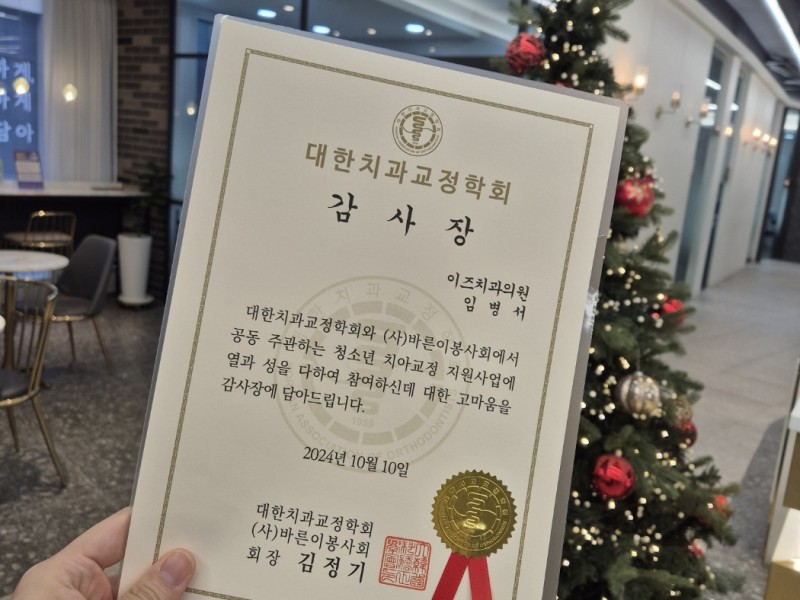 대한치과교정학회
감 사 장
이즈치과의원
임 병 서
대한치과교정학회와 (사)바른이봉사회에서
공동 주관하는 청소년 치아교정 지원사업에
열과 성을 다하여 참여하신데 대한 고마움을
감사장에 담아드립니다.
2024년 10월 10일
대한치과교정학회
(사)바른이봉사회
회 장 김 정 기
1959